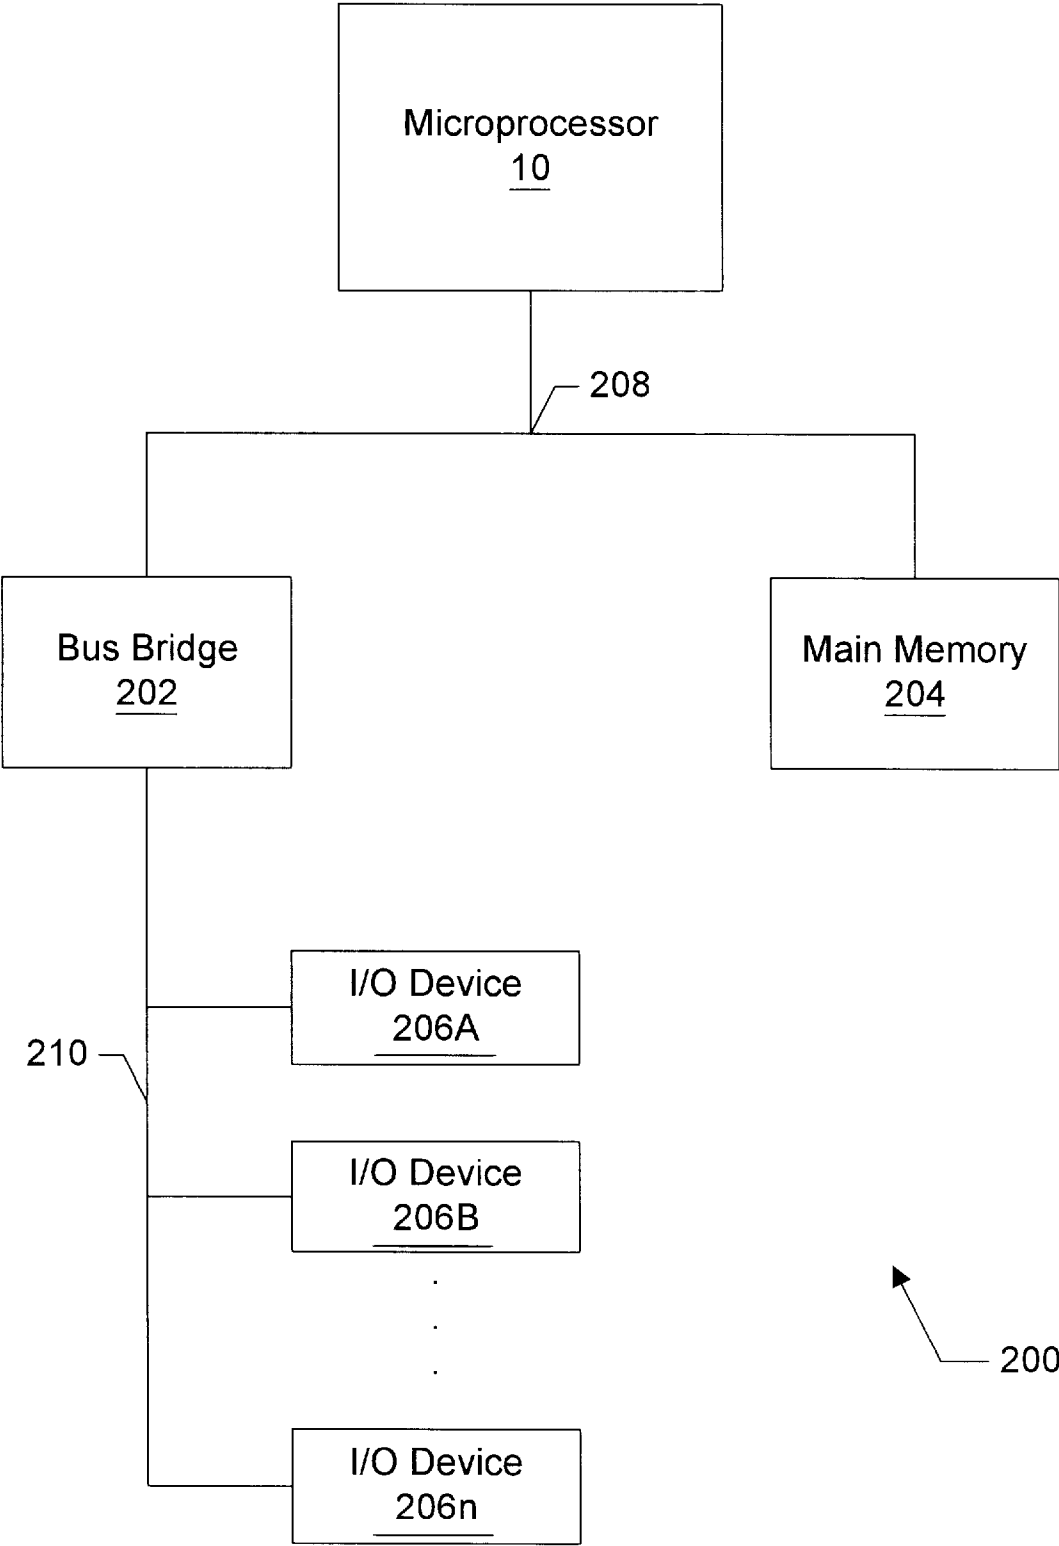 Microprocessor
10
208
Bus Bridge
202
Main Memory
204
I/O Device
206A
210
I/O Device
206B
.
.
.
200
I/O Device
206n